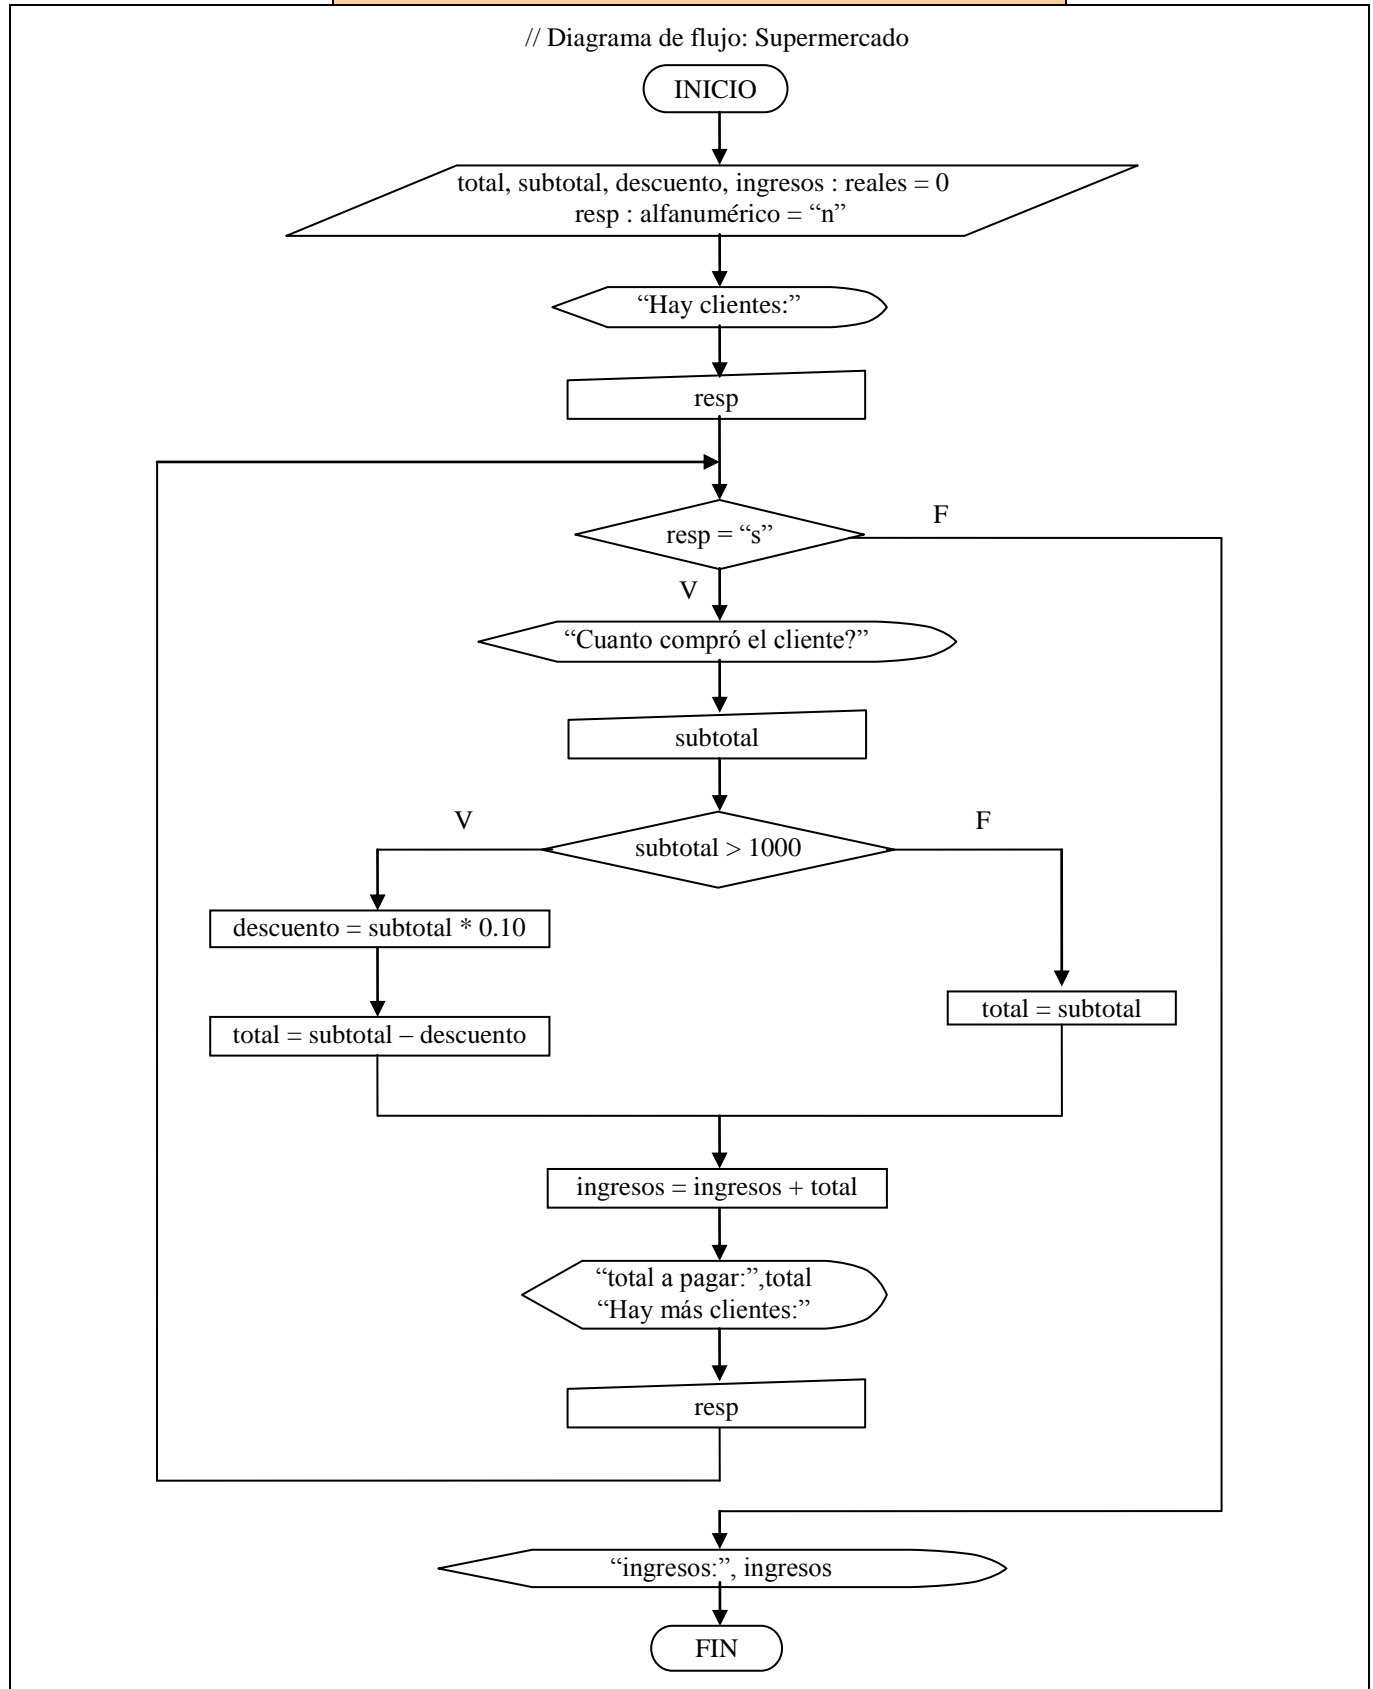 // Diagrama de flujo: Supermercado
INICIO
total, subtotal, descuento, ingresos : reales = 0
resp : alfanumérico = “n”
“Hay clientes:”
resp
resp = “s”
F
V
“Cuanto compró el cliente?”
subtotal
V
F
subtotal > 1000
descuento = subtotal * 0.10
total = subtotal
total = subtotal – descuento
ingresos = ingresos + total
“total a pagar:”,total
“Hay más clientes:”
resp
“ingresos:”, ingresos
FIN